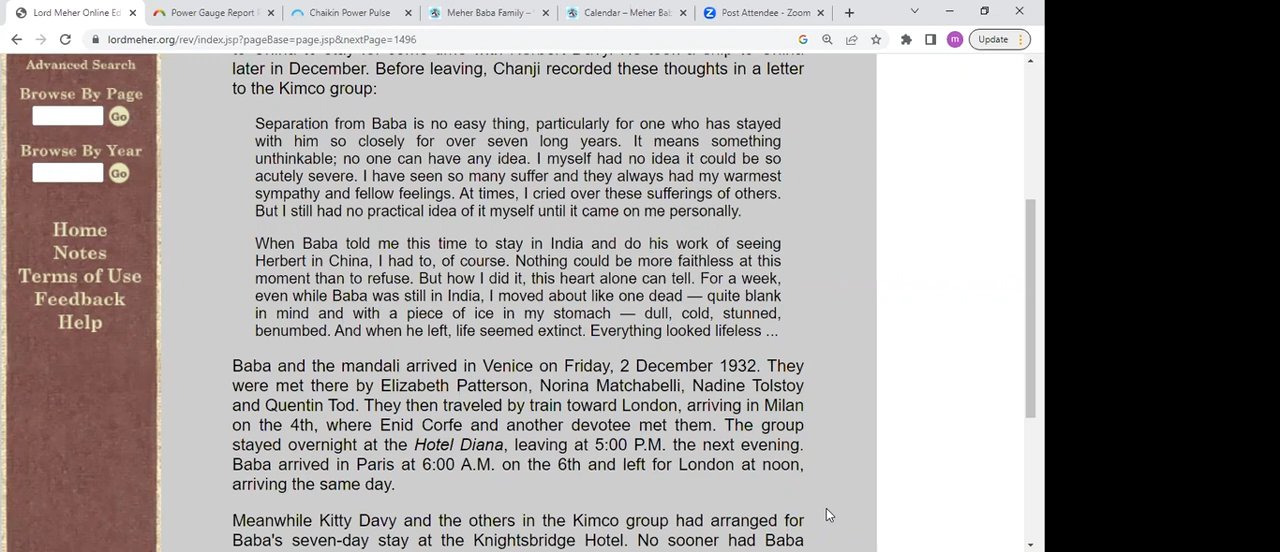 Lord Meher Online Ed
Power Gauge Report
Chaikin Power Pulse
Meher Baba Family –
Calendar – Meher Bab
Post Attendee - Zoom
lordmeher.org/rev/index.jsp?pageBase=page.jsp&nextPage=1496
m
Update
Advanced Search
Browse By Page
Go
Browse By Year
Go
Home
Notes
Terms of Use
Feedback
Help
later in December. Before leaving, Chanji recorded these thoughts in a letter
to the Kimco group:
Separation from Baba is no easy thing, particularly for one who has stayed
with him so closely for over seven long years. It means something
unthinkable; no one can have any idea. I myself had no idea it could be so
acutely severe. I have seen so many suffer and they always had my warmest
sympathy and fellow feelings. At times, I cried over these sufferings of others.
But I still had no practical idea of it myself until it came on me personally.
When Baba told me this time to stay in India and do his work of seeing
Herbert in China, I had to, of course. Nothing could be more faithless at this
moment than to refuse. But how I did it, this heart alone can tell. For a week,
even while Baba was still in India, I moved about like one dead — quite blank
in mind and with a piece of ice in my stomach — dull, cold, stunned,
benumbed. And when he left, life seemed extinct. Everything looked lifeless ...
Baba and the mandali arrived in Venice on Friday, 2 December 1932. They
were met there by Elizabeth Patterson, Norina Matchabelli, Nadine Tolstoy
and Quentin Tod. They then traveled by train toward London, arriving in Milan
on the 4th, where Enid Corfe and another devotee met them. The group
stayed overnight at the Hotel Diana, leaving at 5:00 P.M. the next evening.
Baba arrived in Paris at 6:00 A.M. on the 6th and left for London at noon,
arriving the same day.
Meanwhile Kitty Davy and the others in the Kimco group had arranged for
Baba's seven-day stay at the Knightsbridge Hotel. No sooner had Baba